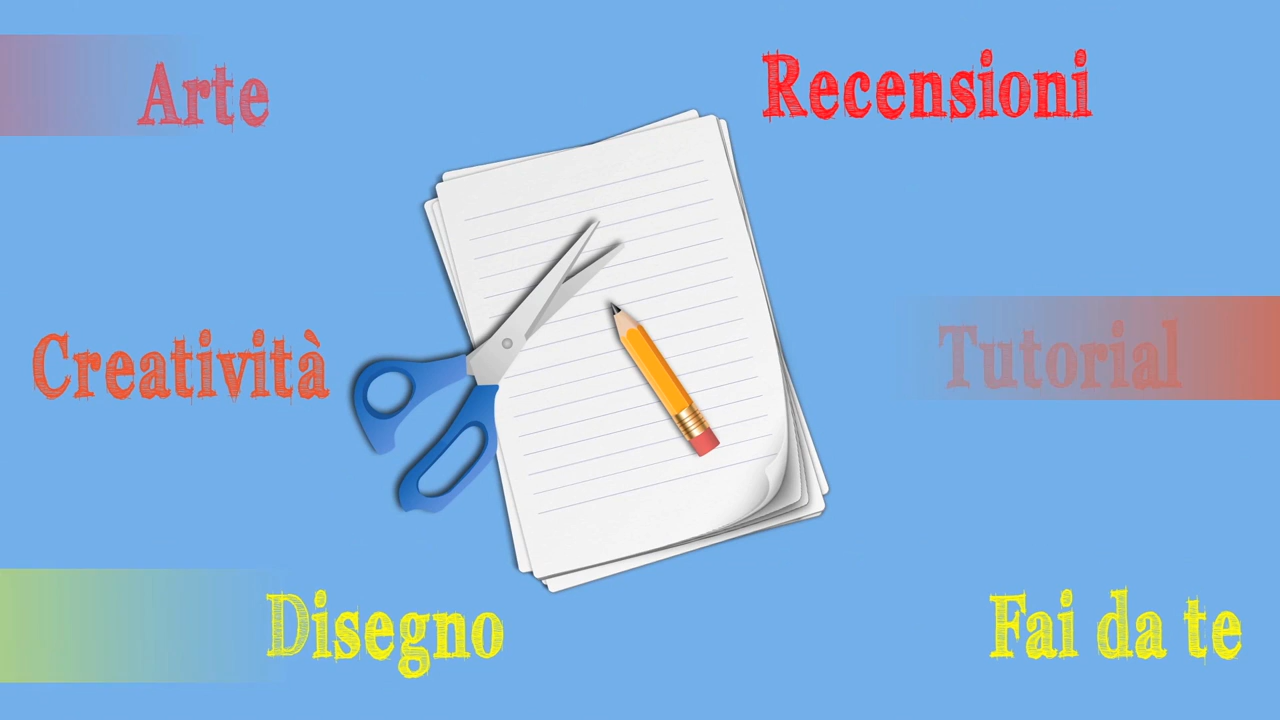 Arte
Recensioni
Creatività
Tutorial
Disegno
Fai da te